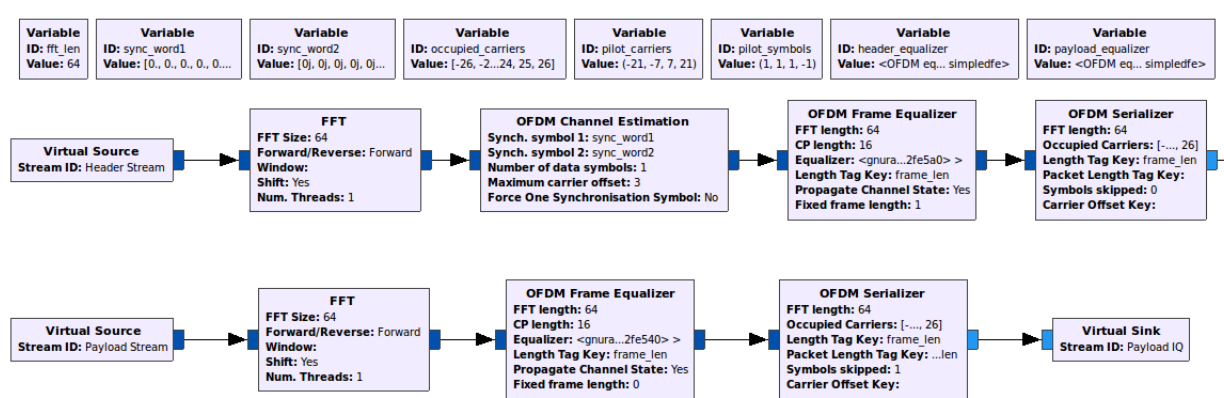 Variable
ID: fft_len
Value: 64
Variable
ID: sync_word1
Value: [0., 0., 0., 0., 0....
Variable
ID: sync_word2
Value: [0j, 0j, 0j, 0j, 0j...
Variable
ID: occupied_carriers
Value: [-26, -2...24, 25, 26]
Variable
ID: pilot_carriers
Value: (-21, -7, 7, 21)
Variable
ID: pilot_symbols
Value: (1, 1, 1, -1)
Variable
ID: header_equalizer
Value: <OFDM eq... simpledfe>
Variable
ID: payload_equalizer
Value: <OFDM eq... simpledfe>
Virtual Source
Stream ID: Header Stream
FFT
FFT Size: 64
Forward/Reverse: Forward
Window:
Shift: Yes
Num. Threads: 1
OFDM Channel Estimation
Synch. symbol 1: sync_word1
Synch. symbol 2: sync_word2
Number of data symbols: 1
Maximum carrier offset: 3
Force One Synchronisation Symbol: No
OFDM Frame Equalizer
FFT length: 64
CP length: 16
Equalizer: <gnura...2fe5a0> >
Length Tag Key: frame_len
Propagate Channel State: Yes
Fixed frame length: 1
OFDM Serializer
FFT length: 64
Occupied Carriers: [-..., 26]
Length Tag Key: frame_len
Packet Length Tag Key:
Symbols skipped: 0
Carrier Offset Key:
Virtual Source
Stream ID: Payload Stream
FFT
FFT Size: 64
Forward/Reverse: Forward
Window:
Shift: Yes
Num. Threads: 1
OFDM Frame Equalizer
FFT length: 64
CP length: 16
Equalizer: <gnura...2fe540> >
Length Tag Key: frame_len
Propagate Channel State: Yes
Fixed frame length: 0
OFDM Serializer
FFT length: 64
Occupied Carriers: [-..., 26]
Length Tag Key: frame_len
Packet Length Tag Key: ...len
Symbols skipped: 1
Carrier Offset Key:
Virtual Sink
Stream ID: Payload IQ